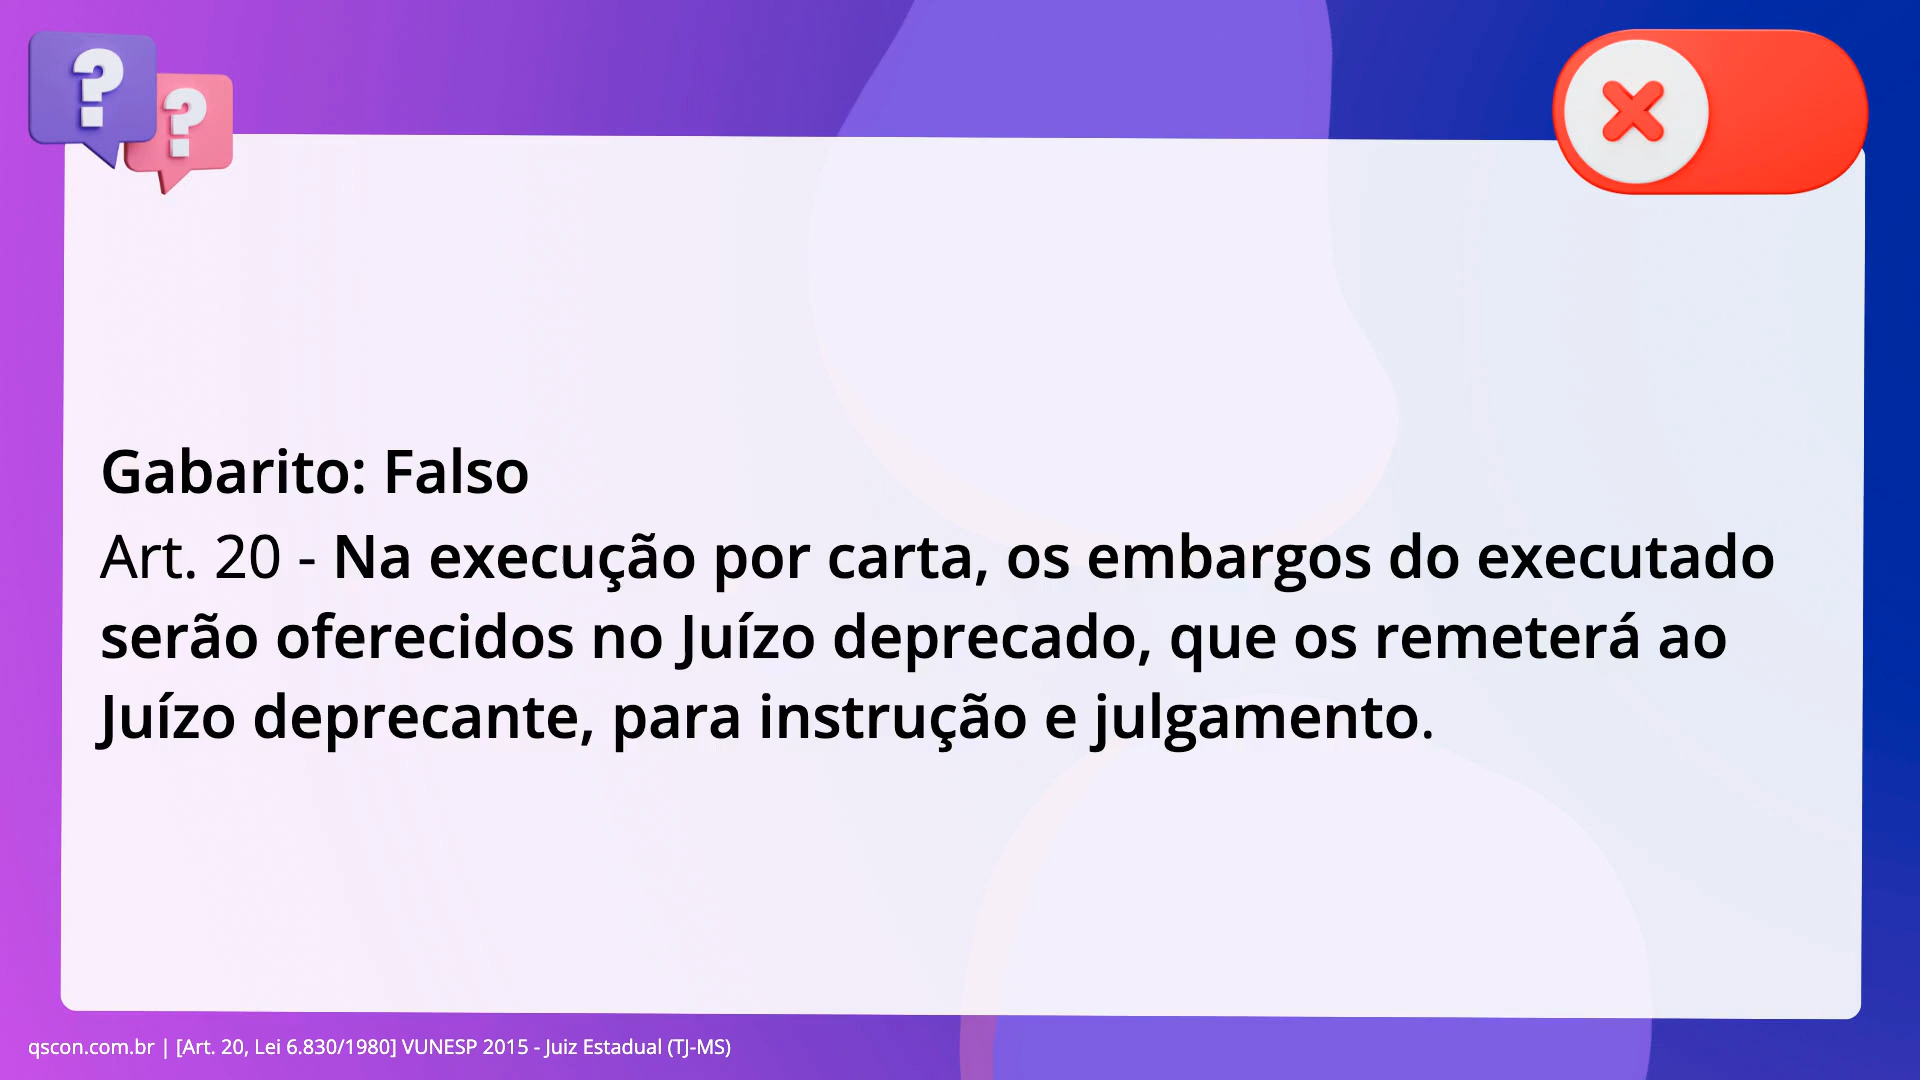 ? ?
Gabarito: Falso
Art. 20 - Na execução por carta, os embargos do executado
serão oferecidos no Juízo deprecado, que os remeterá ao
Juízo deprecante, para instrução e julgamento.
qscon.com.br | [Art. 20, Lei 6.830/1980] VUNESP 2015 - Juiz Estadual (TJ-MS)